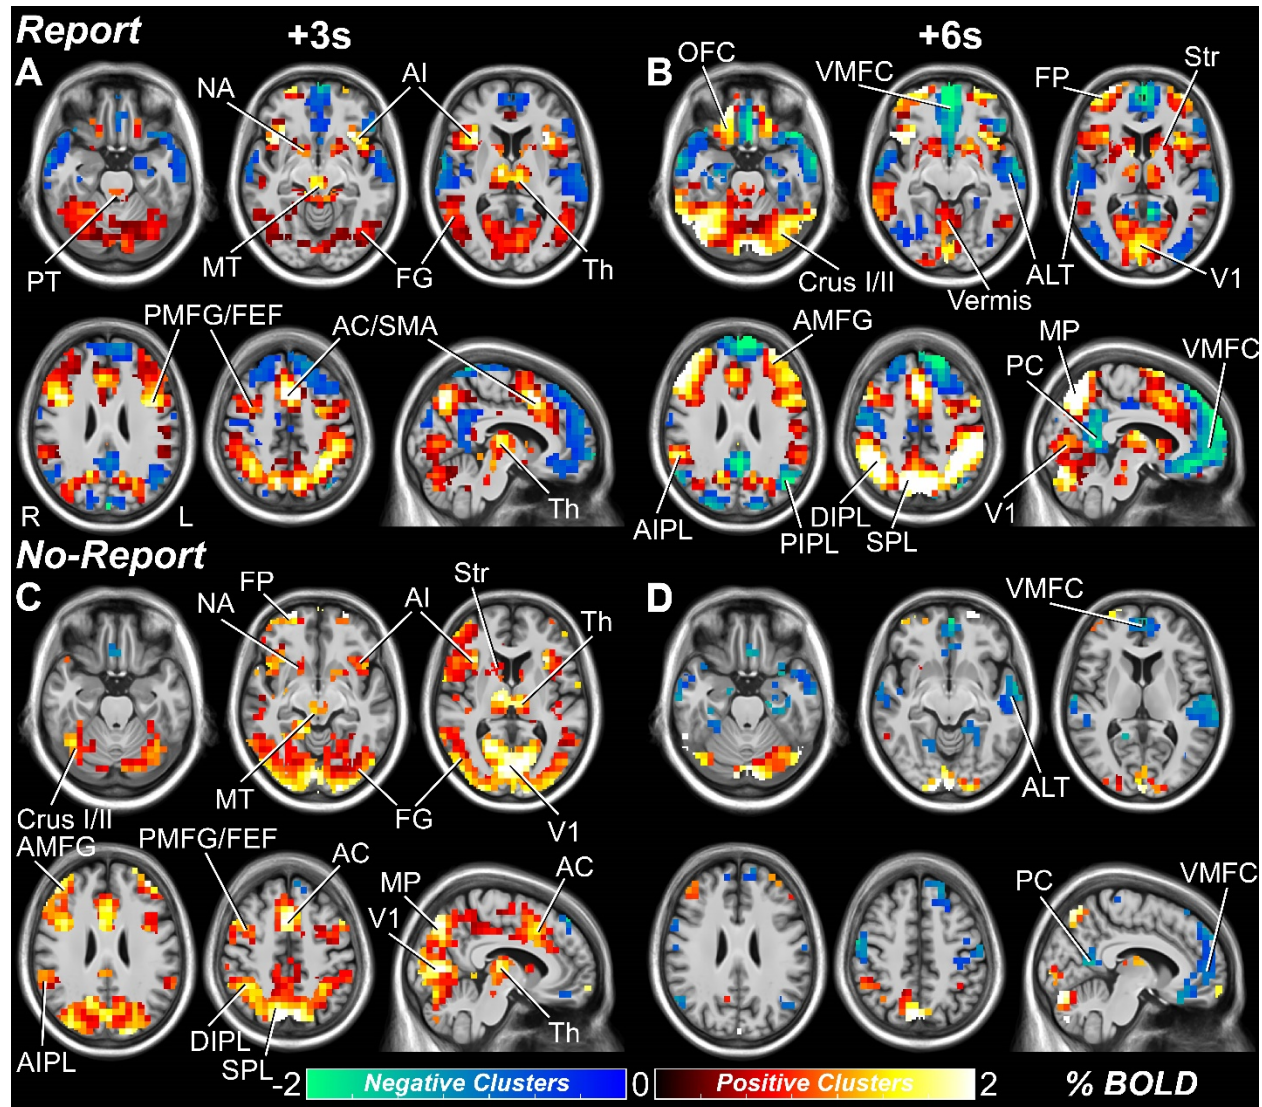 Report
+3s
+6s
A
NA
AI
PT
MT
FG
Th
B
OFC
VMFC
FP
Str
Crus I/II
Vermis
ALT
V1
PMFG/FEF
AC/SMA
R
L
Th
AMFG
MP
PC
VMFC
AIPL
PIPL
DIPL
SPL
V1
No-Report
C
FP
NA
AI
Str
Th
Crus I/II
MT
FG
V1
D
VMFC
ALT
AMFG
PMFG/FEF
AC
MP
V1
AC
AIPL
DIPL
SPL
Th
PC
VMFC
-2 Negative Clusters 0 Positive Clusters 2 % BOLD